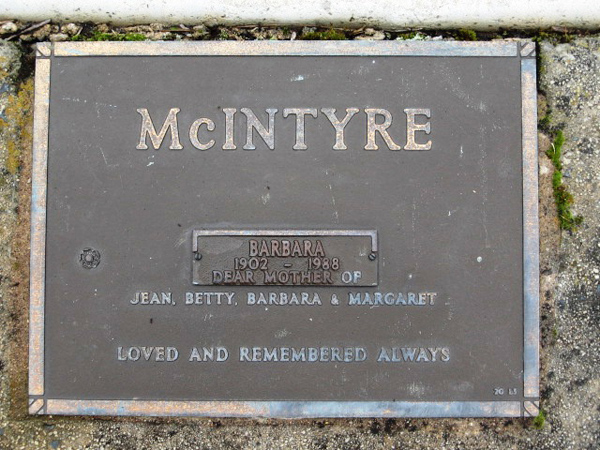 McINTYRE
BARBARA
1902 – 1988
DEAR MOTHER OF
JEAN, BETTY, BARBARA & MARGARET
LOVED AND REMEMBERED ALWAYS